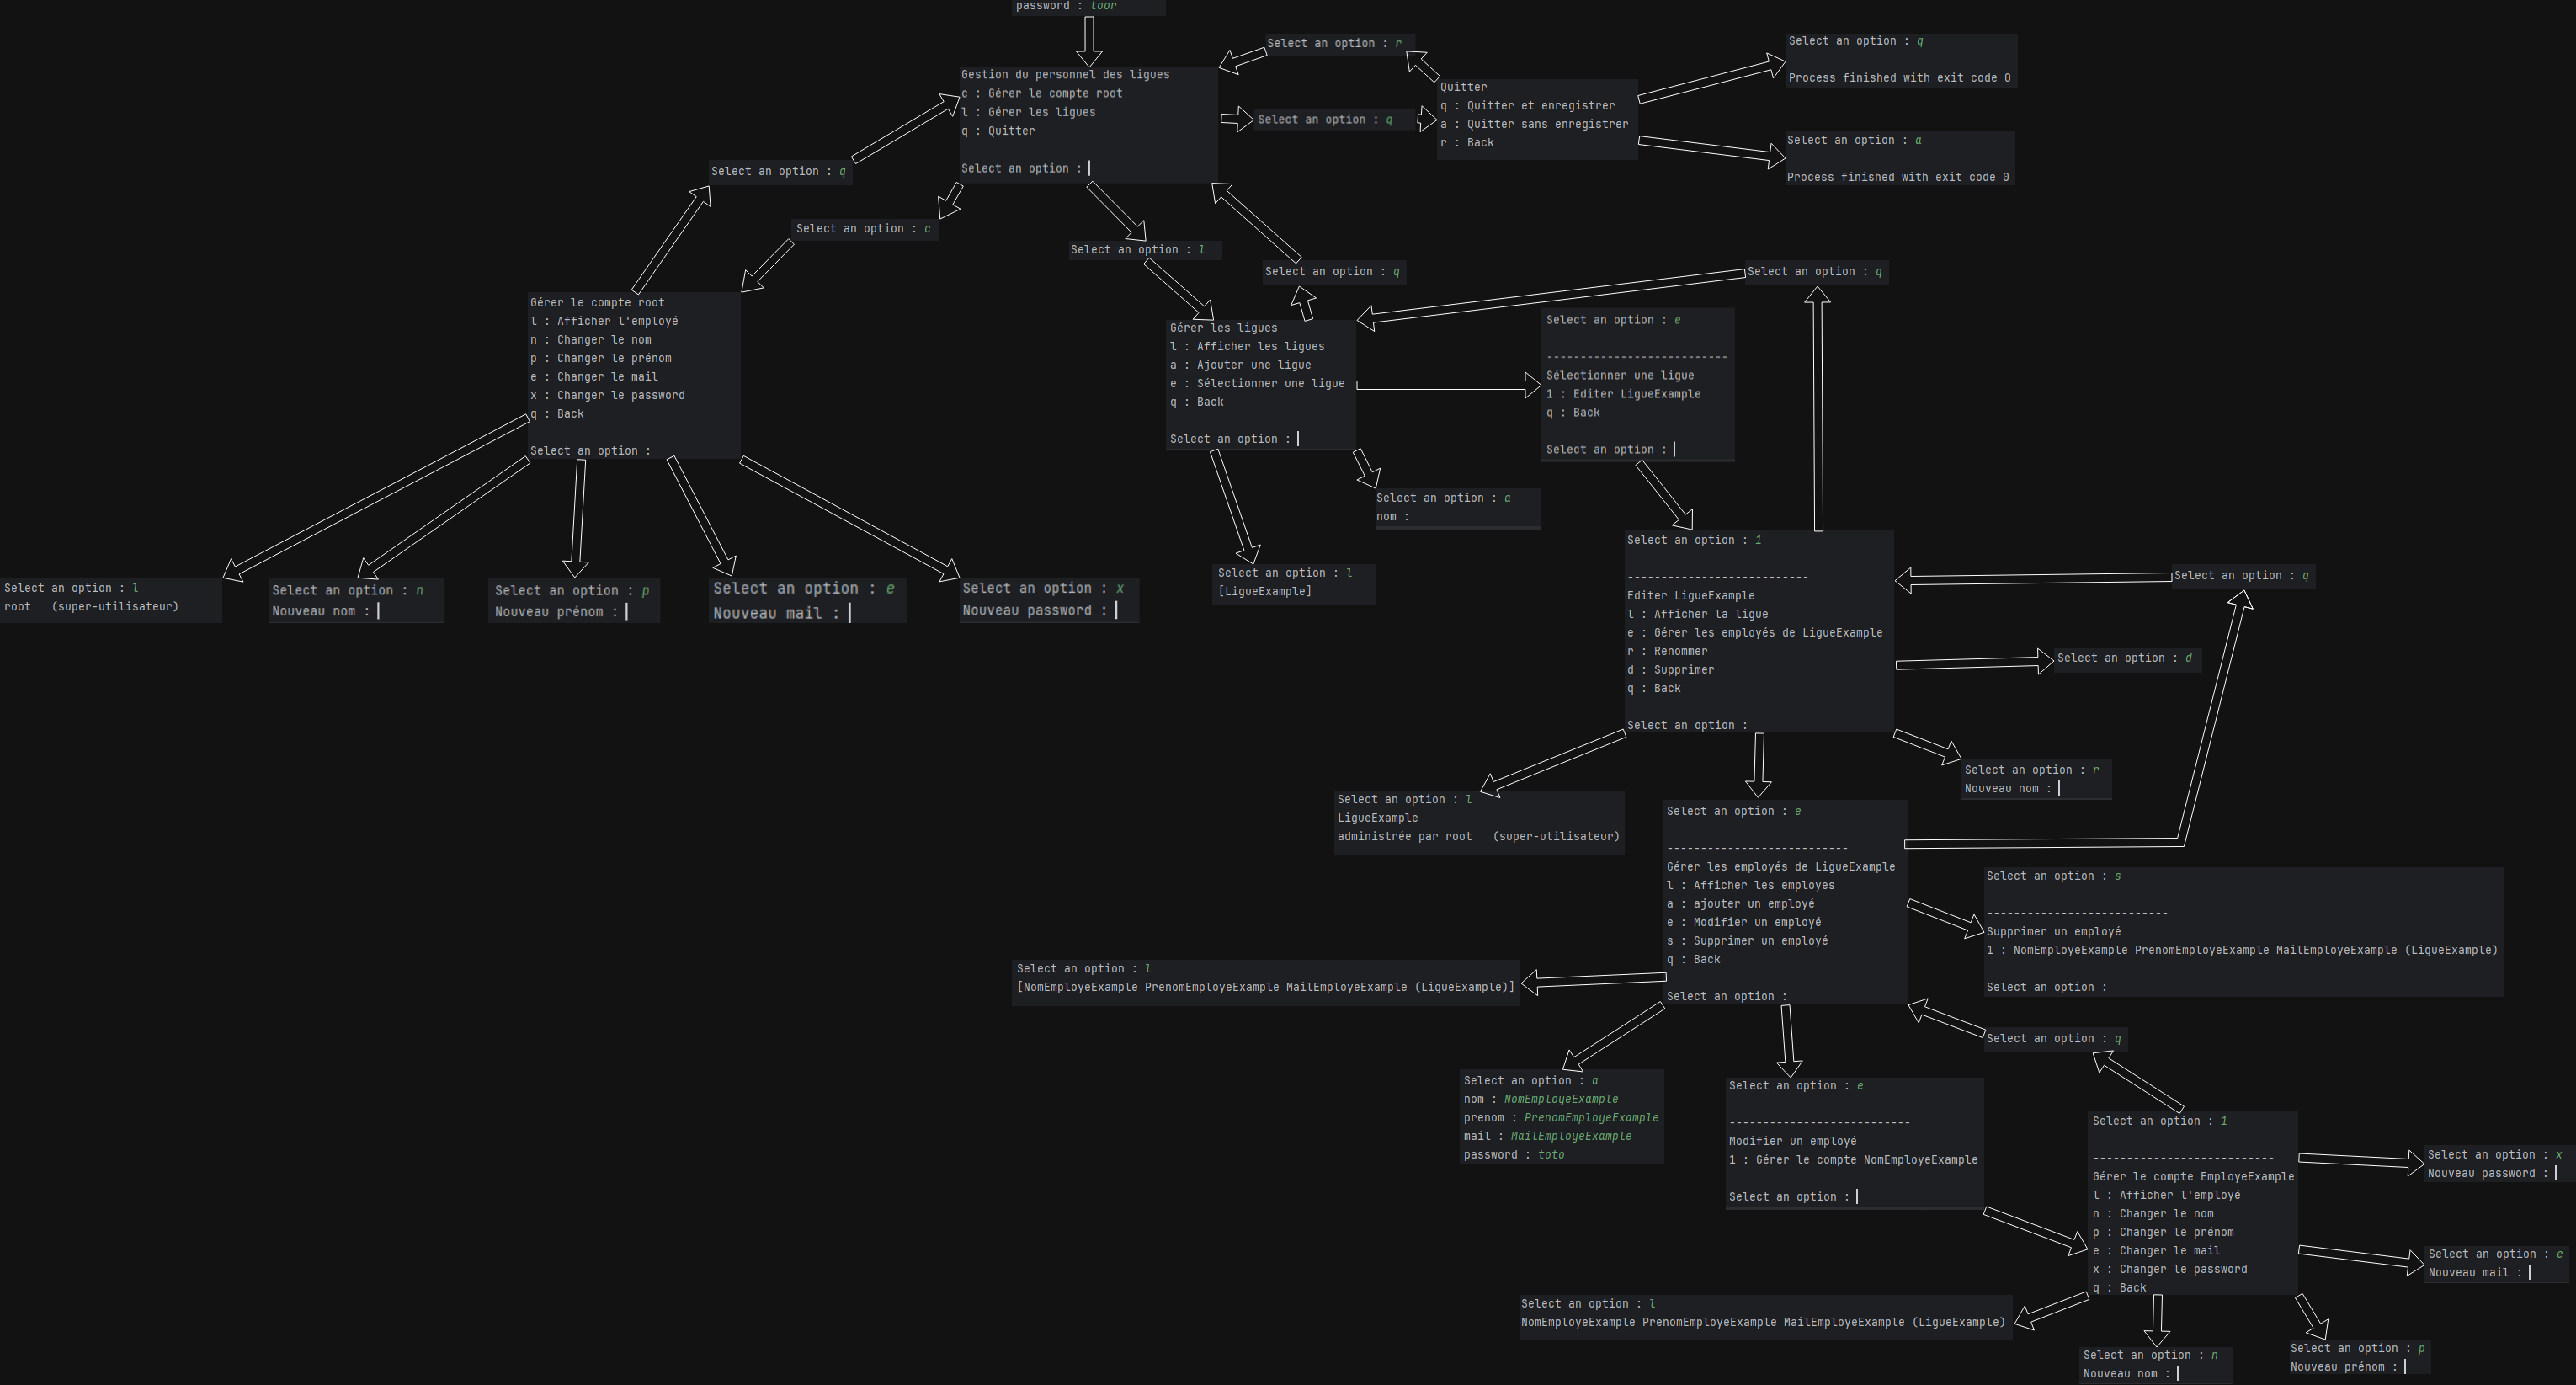 password : toor
Gestion du personnel des ligues
c : Gérer le compte root
l : Gérer les ligues
q : Quitter
Select an option :
Select an option : r
Select an option : q
Quitter
q : Quitter et enregistrer
a : Quitter sans enregistrer
r : Back
Select an option : q
Process finished with exit code 0
Select an option : a
Process finished with exit code 0
Select an option : q
Select an option : c
Select an option : l
Select an option : q
Select an option : q
Gérer le compte root
l : Afficher l'employé
n : Changer le nom
p : Changer le prénom
e : Changer le mail
x : Changer le password
q : Back
Select an option :
Gérer les ligues
l : Afficher les ligues
a : Ajouter une ligue
e : Sélectionner une ligue
q : Back
Select an option :
Select an option : e
---------------------------
Sélectionner une ligue
1 : Editer LigueExample
q : Back
Select an option :
Select an option : a
nom :
Select an option : l
[LigueExample]
Select an option : l
root (super-utilisateur)
Select an option : n
Nouveau nom :
Select an option : p
Nouveau prénom :
Select an option : e
Nouveau mail :
Select an option : x
Nouveau password :
Select an option : 1
---------------------------
Editer LigueExample
l : Afficher la ligue
e : Gérer les employés de LigueExample
r : Renommer
d : Supprimer
q : Back
Select an option :
Select an option : q
Select an option : d
Select an option : r
Nouveau nom :
Select an option : l
LigueExample
administrée par root (super-utilisateur)
Select an option : e
---------------------------
Gérer les employés de LigueExample
l : Afficher les employes
a : ajouter un employé
e : Modifier un employé
s : Supprimer un employé
q : Back
Select an option :
Select an option : s
---------------------------
Supprimer un employé
1 : NomEmployeExample PrenomEmployeExample MailEmployeExample (LigueExample)
Select an option :
Select an option : l
[NomEmployeExample PrenomEmployeExample MailEmployeExample (LigueExample)]
Select an option : q
Select an option : a
nom : NomEmployeExample
prenom : PrenomEmployeExample
mail : MailEmployeExample
password : toto
Select an option : e
---------------------------
Modifier un employé
1 : Gérer le compte NomEmployeExample
Select an option :
Select an option : 1
---------------------------
Gérer le compte EmployeExample
l : Afficher l'employé
n : Changer le nom
p : Changer le prénom
e : Changer le mail
x : Changer le password
q : Back
Select an option : x
Nouveau password :
Select an option : e
Nouveau mail :
Select an option : l
NomEmployeExample PrenomEmployeExample MailEmployeExample (LigueExample)
Select an option : n
Nouveau nom :
Select an option : p
Nouveau prénom :